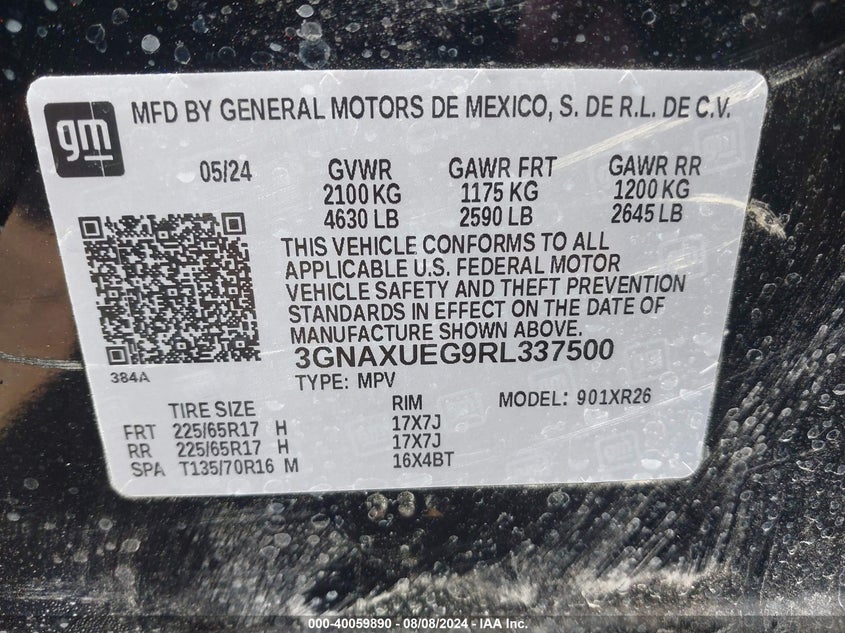 gm
MFD BY GENERAL MOTORS DE MEXICO, S. DE R.L. DE C.V.
05/24 GVWR GAWR FRT GAWR RR
2100 KG 1175 KG 1200 KG
4630 LB 2590 LB 2645 LB
THIS VEHICLE CONFORMS TO ALL
APPLICABLE U.S. FEDERAL MOTOR
VEHICLE SAFETY AND THEFT PREVENTION
STANDARDS IN EFFECT ON THE DATE OF
MANUFACTURE SHOWN ABOVE.
3GNAXUEG9RL337500
384A
TYPE: MPV MODEL: 901XR26
TIRE SIZE RIM
FRT 225/65R17 H 17X7J
RR 225/65R17 H 17X7J
SPA T135/70R16 M 16X4BT
000-40059890 - 08/08/2024 - IAA Inc.